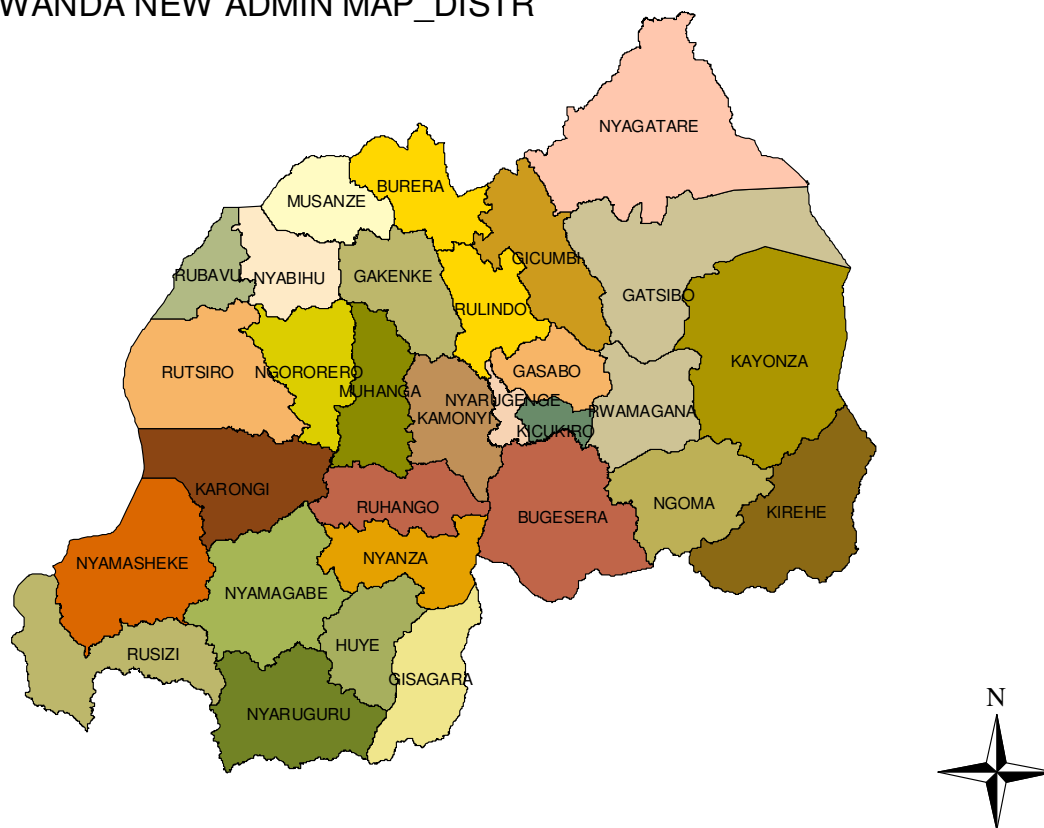 WANDA NEW ADMIN MAP_DISTR
NYAGATARE
BURERA
MUSANZE
GICUMBI
RUBAVU
NYABIHU
GAKENKE
GATSIBO
RULINDO
KAYONZA
RUTSIRO
NGORORERO
GASABO
MUHANGA
NYARUGENGE
RWAMAGANA
KAMONYI
KICUKIRO
KARONGI
NGOMA
RUHANGO
KIREHE
BUGESERA
NYANZA
NYAMASHEKE
NYAMAGABE
HUYE
RUSIZI
GISAGARA
NYARUGURU
N